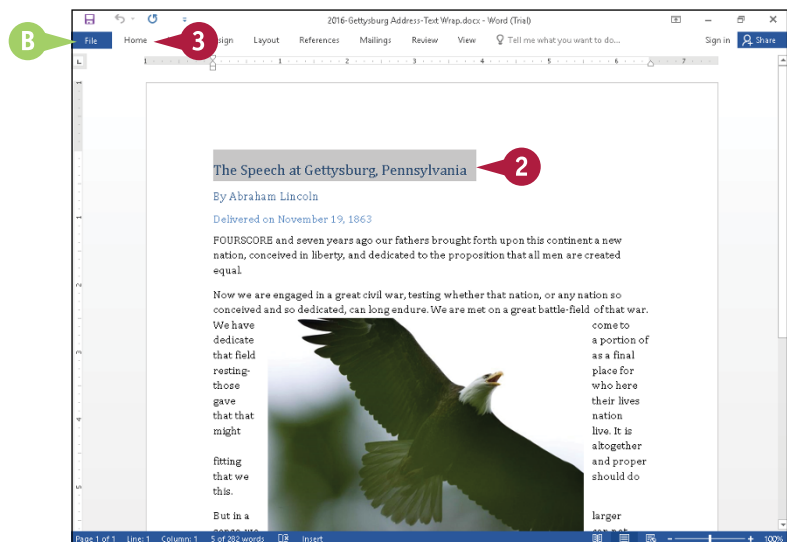 2016-Gettysburg Address-Text Wrap.docx - Word (Trial)
B File Home 3 sign Layout References Mailings Review View Tell me what you want to do... Sign in Share
L 1 1 2 3 4 5 6 7
The Speech at Gettysburg, Pennsylvania 2
By Abraham Lincoln
Delivered on November 19, 1863
FOURSCORE and seven years ago our fathers brought forth upon this continent a new
nation, conceived in liberty, and dedicated to the proposition that all men are created
equal.
Now we are engaged in a great civil war, testing whether that nation, or any nation so
conceived and so dedicated, can long endure. We are met on a great battle-field of that war.
We have come to
dedicate a portion of
that field as a final
resting- place for
those who here
gave their lives
that that nation
might live. It is
altogether
fitting and proper
that we should do
this.
But in a larger
Page 1 of 1 Line: 1 Column: 1 5 of 282 words Insert - + 100%